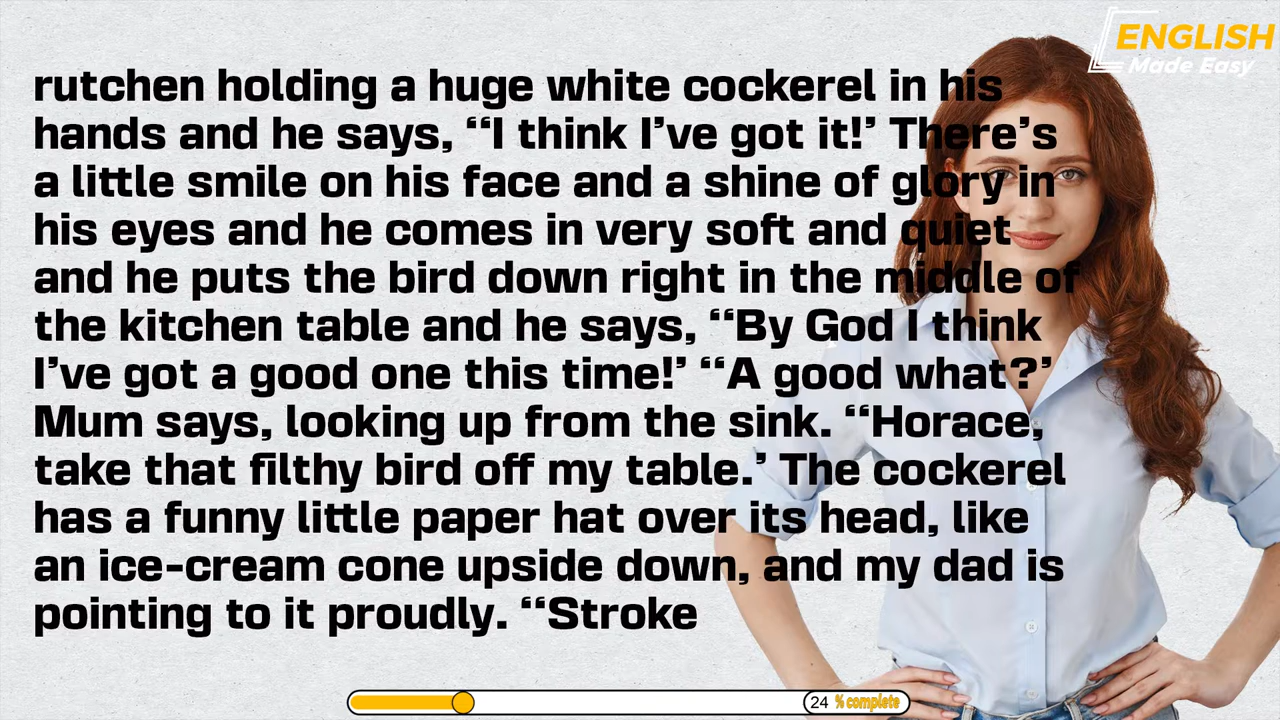 ENGLISH
Made Easy
rutchen holding a huge white cockerel in his
hands and he says, “I think I’ve got it!’ There’s
a little smile on his face and a shine of glory in
his eyes and he comes in very soft and quiet
and he puts the bird down right in the middle of
the kitchen table and he says, “By God I think
I’ve got a good one this time!’ “A good what?’
Mum says, looking up from the sink. “Horace,
take that filthy bird off my table.’ The cockerel
has a funny little paper hat over its head, like
an ice-cream cone upside down, and my dad is
pointing to it proudly. “Stroke
24 % complete